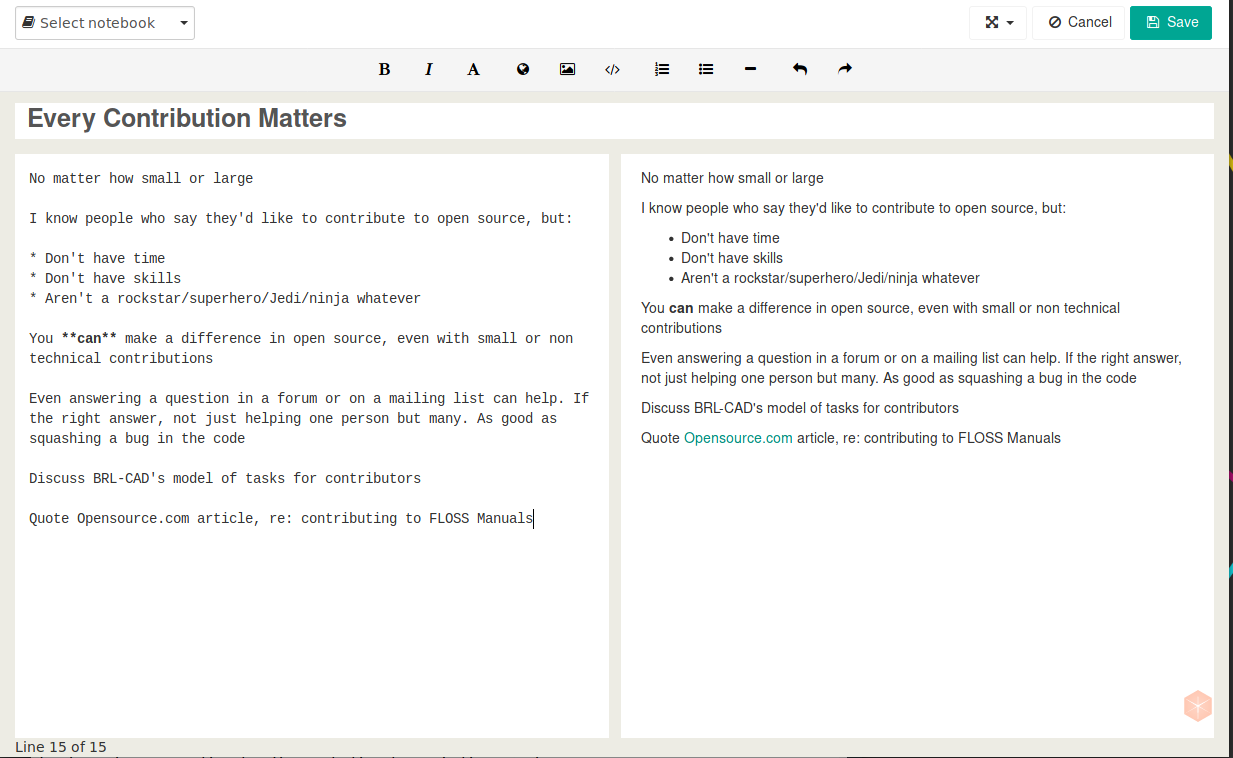 Select notebook
Cancel
Save
B I A </>
Every Contribution Matters
No matter how small or large
I know people who say they'd like to contribute to open source, but:
* Don't have time
* Don't have skills
* Aren't a rockstar/superhero/Jedi/ninja whatever
You **can** make a difference in open source, even with small or non
technical contributions
Even answering a question in a forum or on a mailing list can help. If
the right answer, not just helping one person but many. As good as
squashing a bug in the code
Discuss BRL-CAD's model of tasks for contributors
Quote Opensource.com article, re: contributing to FLOSS Manuals
No matter how small or large
I know people who say they'd like to contribute to open source, but:
• Don't have time
• Don't have skills
• Aren't a rockstar/superhero/Jedi/ninja whatever
You can make a difference in open source, even with small or non technical
contributions
Even answering a question in a forum or on a mailing list can help. If the right answer,
not just helping one person but many. As good as squashing a bug in the code
Discuss BRL-CAD's model of tasks for contributors
Quote Opensource.com article, re: contributing to FLOSS Manuals
Line 15 of 15